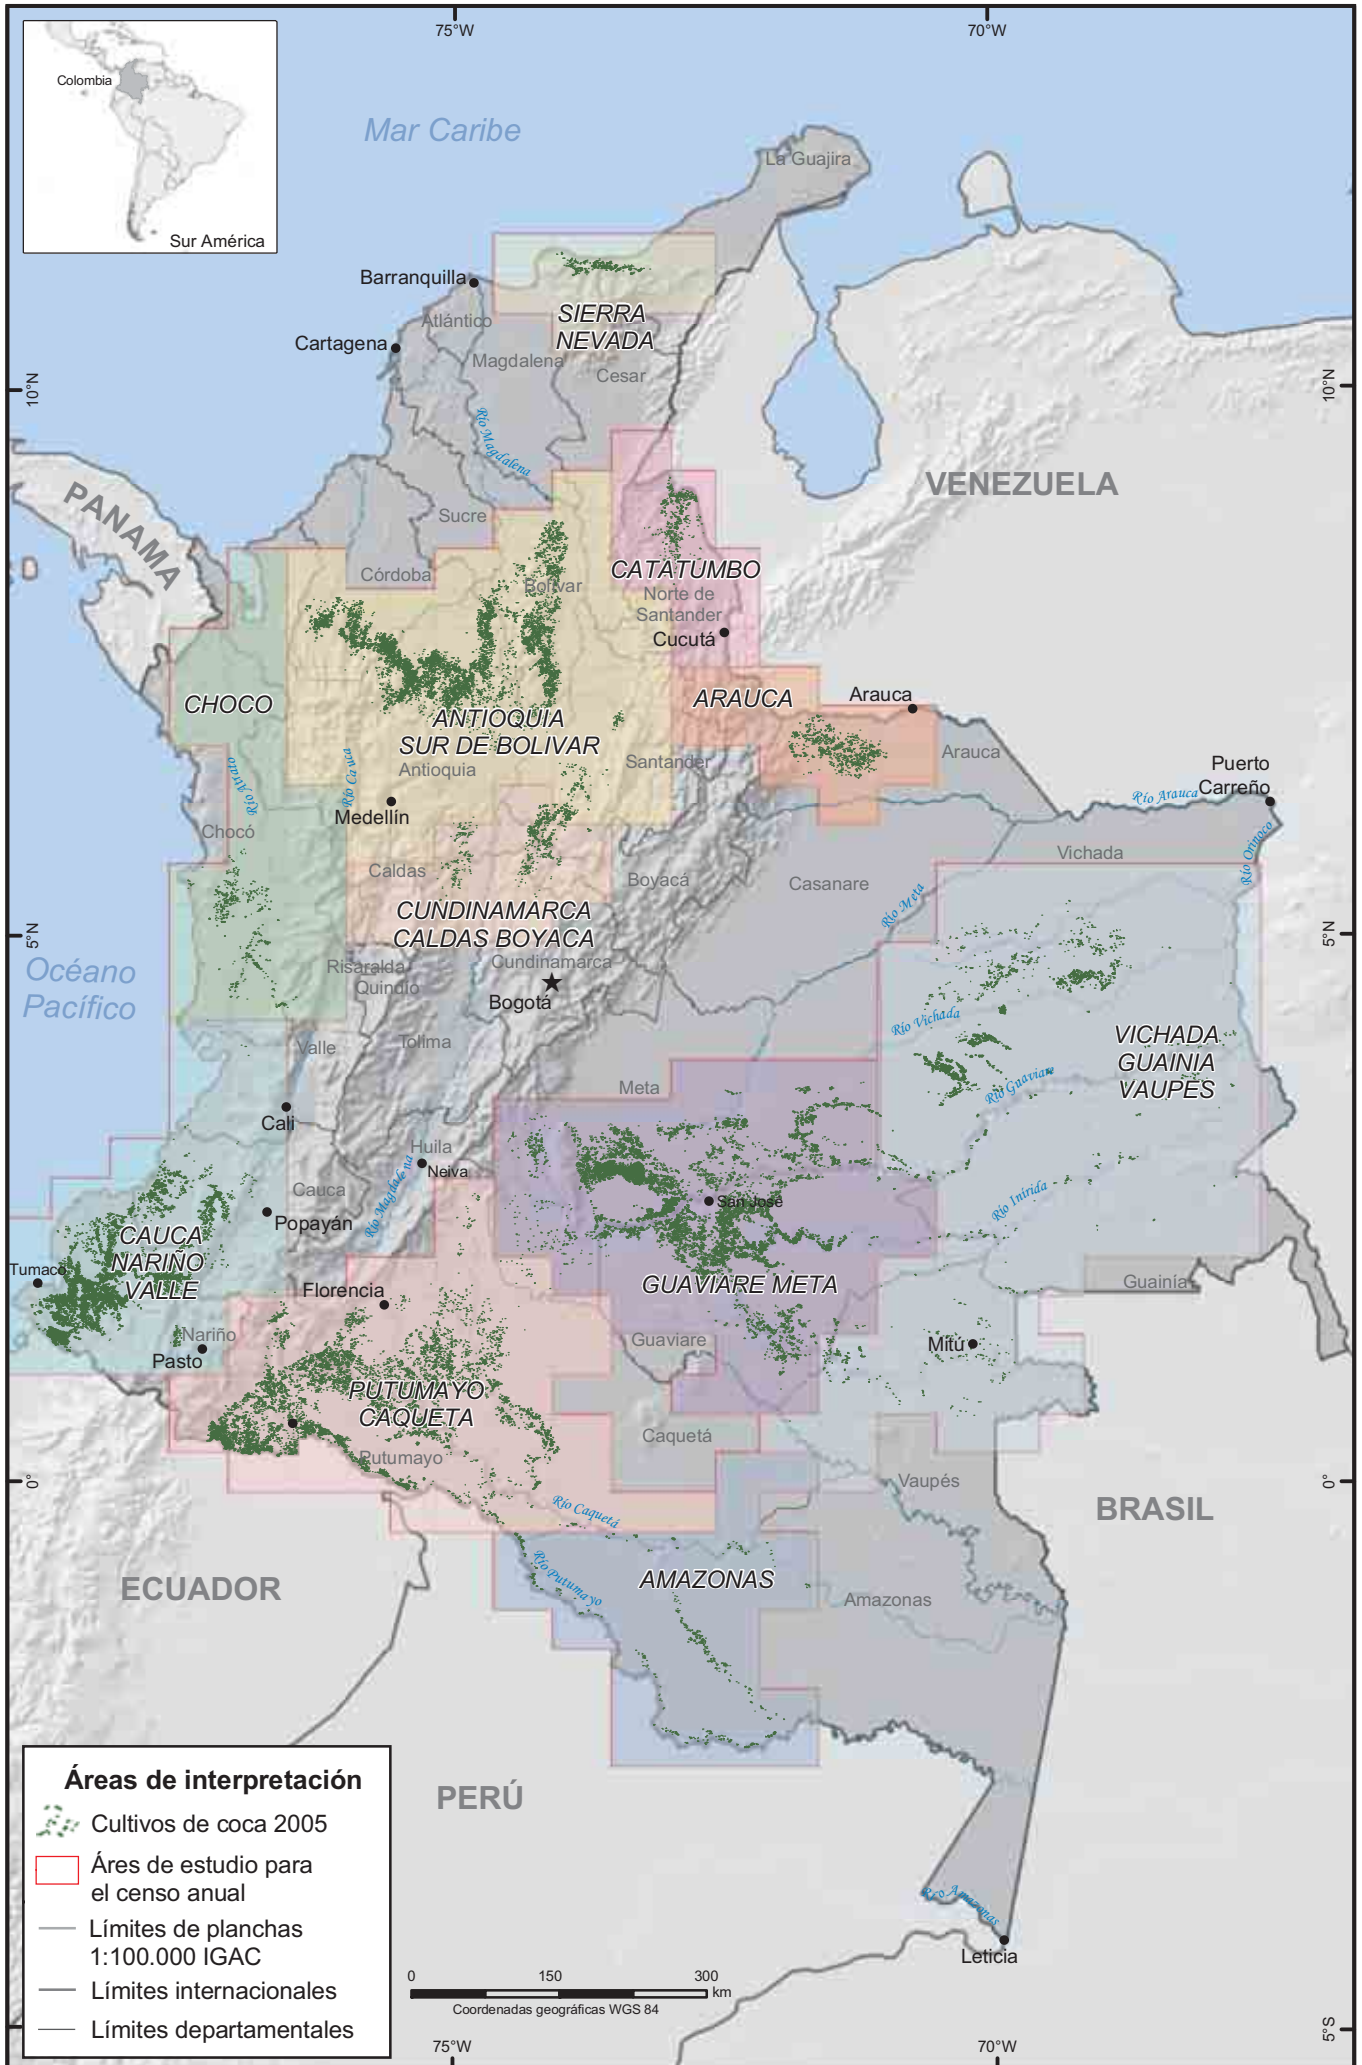 75°W
70°W
Colombia
Sur América
Mar Caribe
La Guajira
Barranquilla
Atlántico
SIERRA
NEVADA
Cartagena
Magdalena
Cesar
10°N
10°N
Río Magdalena
VENEZUELA
PANAMA
Sucre
Córdoba
Bolívar
CATATUMBO
Norte de
Santander
Cucutá
CHOCO
ARAUCA
Arauca
ANTIOQUIA
SUR DE BOLIVAR
Antioquia
Santander
Arauca
Puerto
Carreño
Río Atrato
Río Cauca
Río Arauca
Medellín
Chocó
Vichada
Río Orinoco
Caldas
Boyacá
Casanare
Río Meta
CUNDINAMARCA
CALDAS BOYACA
5°N
5°N
Océano
Pacífico
Risaralda
Quindío
Cundinamarca
Bogotá
Río Vichada
VICHADA
GUAINIA
VAUPES
Valle
Tolima
Meta
Río Guaviare
Cali
Huila
Neiva
Río Magdalena
Cauca
Popayán
San José
Río Inírida
CAUCA
NARIÑO
VALLE
Tumaco
Florencia
GUAVIARE META
Guainía
Nariño
Pasto
Guaviare
Mitú
PUTUMAYO
CAQUETA
Caquetá
Putumayo
0°
0°
Vaupés
Río Caquetá
BRASIL
ECUADOR
Río Putumayo
AMAZONAS
Amazonas
PERÚ
Río Amazonas
Leticia
Áreas de interpretación
Cultivos de coca 2005
Áres de estudio para
el censo anual
Límites de planchas
1:100.000 IGAC
Límites internacionales
Límites departamentales
0 150 300
km
Coordenadas geográficas WGS 84
5°S
75°W
70°W